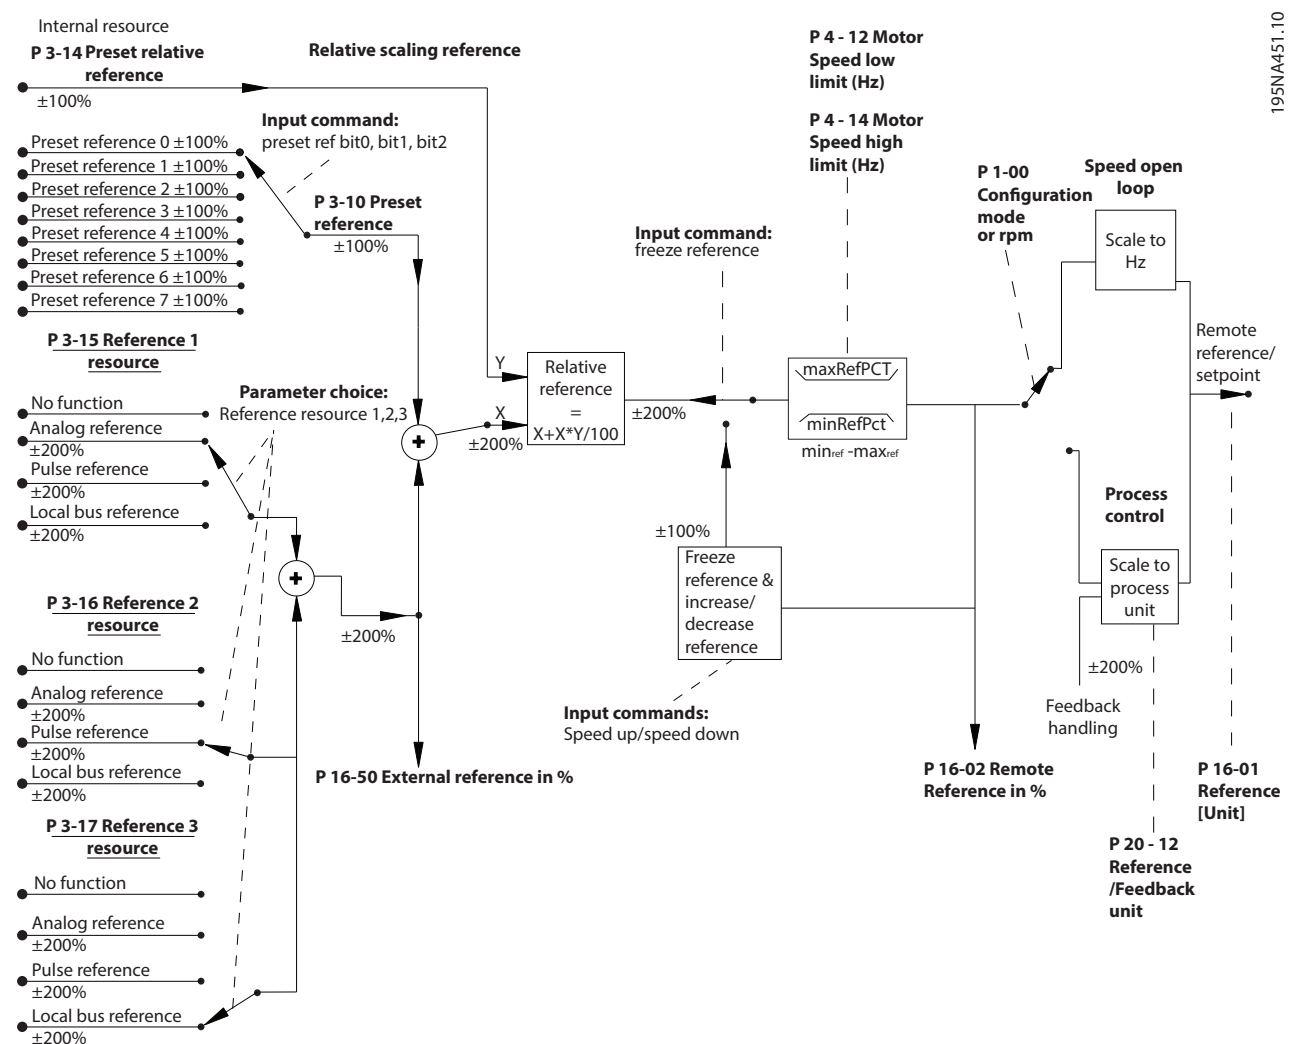 Internal resource
P 3-14 Preset relative
reference
±100%
Relative scaling reference
Input command:
preset ref bit0, bit1, bit2
Preset reference 0 ±100%
Preset reference 1 ±100%
Preset reference 2 ±100%
Preset reference 3 ±100%
Preset reference 4 ±100%
Preset reference 5 ±100%
Preset reference 6 ±100%
Preset reference 7 ±100%
P 3-10 Preset
reference
±100%
P 3-15 Reference 1
resource
No function
Analog reference
±200%
Pulse reference
±200%
Local bus reference
±200%
Parameter choice:
Reference resource 1,2,3
P 3-16 Reference 2
resource
No function
Analog reference
±200%
Pulse reference
±200%
Local bus reference
±200%
P 3-17 Reference 3
resource
No function
Analog reference
±200%
Pulse reference
±200%
Local bus reference
±200%
+
±200%
+
P 16-50 External reference in %
Y
X
±200%
Relative
reference
=
X+X*Y/100
±200%
Input command:
freeze reference
±100%
Freeze
reference &
increase/
decrease
reference
Input commands:
Speed up/speed down
P 4 - 12 Motor
Speed low
limit (Hz)
P 4 - 14 Motor
Speed high
limit (Hz)
maxRefPCT
minRefPct
minref -maxref
P 16-02 Remote
Reference in %
P 1-00
Configuration
mode
or rpm
Speed open
loop
Scale to
Hz
Remote
reference/
setpoint
Process
control
Scale to
process
unit
±200%
Feedback
handling
P 16-01
Reference
[Unit]
P 20 - 12
Reference
/Feedback
unit
195NA451.10